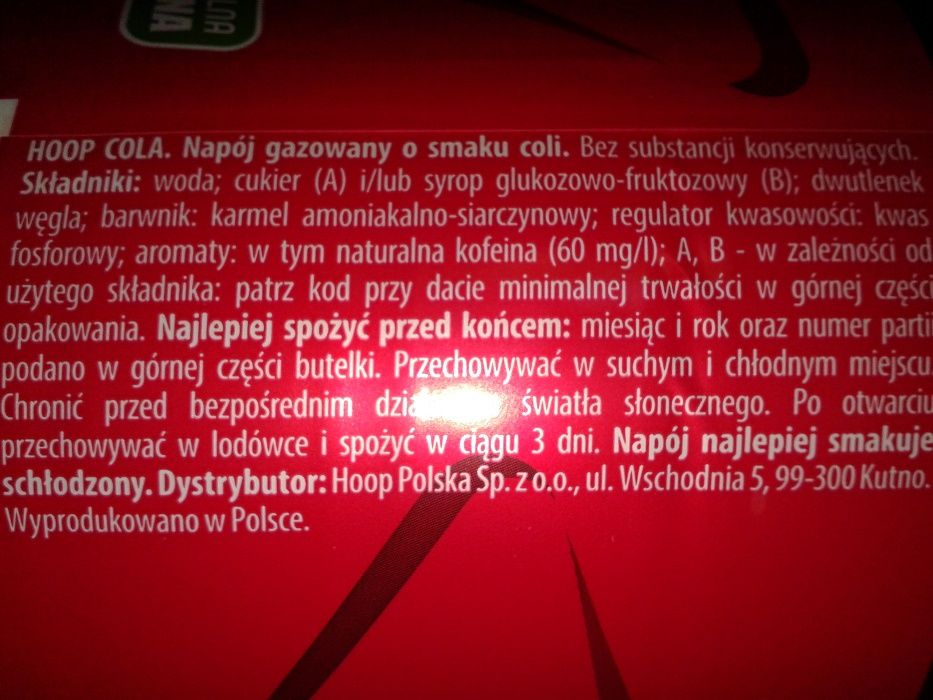 LNA
NA
HOOP COLA. Napój gazowany o smaku coli. Bez substancji konserwujących.
Składniki: woda; cukier (A) i/lub syrop glukozowo-fruktozowy (B); dwutlenek
węgla; barwnik: karmel amoniakalno-siarczynowy; regulator kwasowości: kwas
fosforowy; aromaty: w tym naturalna kofeina (60 mg/l); A, B - w zależności od
użytego składnika: patrz kod przy dacie minimalnej trwałości w górnej części
opakowania. Najlepiej spożyć przed końcem: miesiąc i rok oraz numer partii
podano w górnej części butelki. Przechowywać w suchym i chłodnym miejscu.
Chronić przed bezpośrednim światła słonecznego. Po otwarciu
przechowywać w lodówce i spożyć w ciągu 3 dni. Napój najlepiej smakuje
schłodzony. Dystrybutor: Hoop Polska Sp. z o.o., ul. Wschodnia 5, 99-300 Kutno.
Wyprodukowano w Polsce.